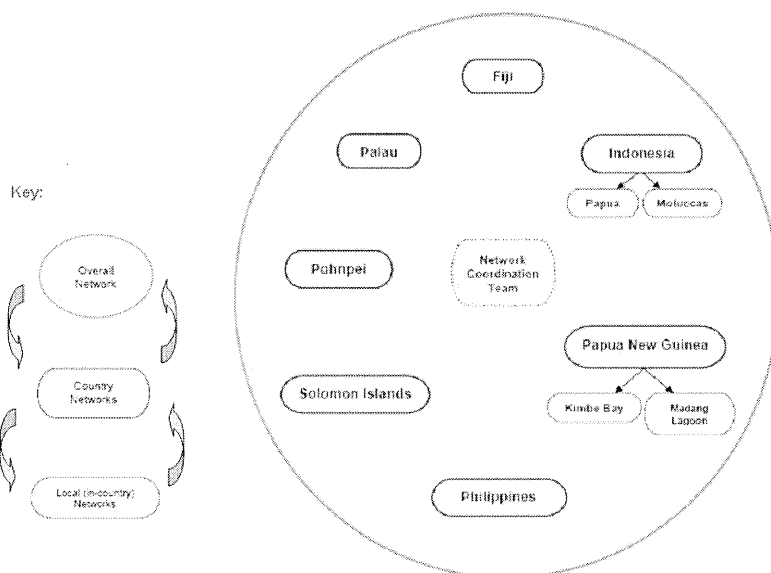 Key:
Overall
Network
Country
Networks
Local (in-country)
Networks
Fiji
Palau
Indonesia
Papua
Moluccas
Pohnpei
Network
Coordination
Team
Papua New Guinea
Kimbe Bay
Madang
Lagoon
Solomon Islands
Philippines